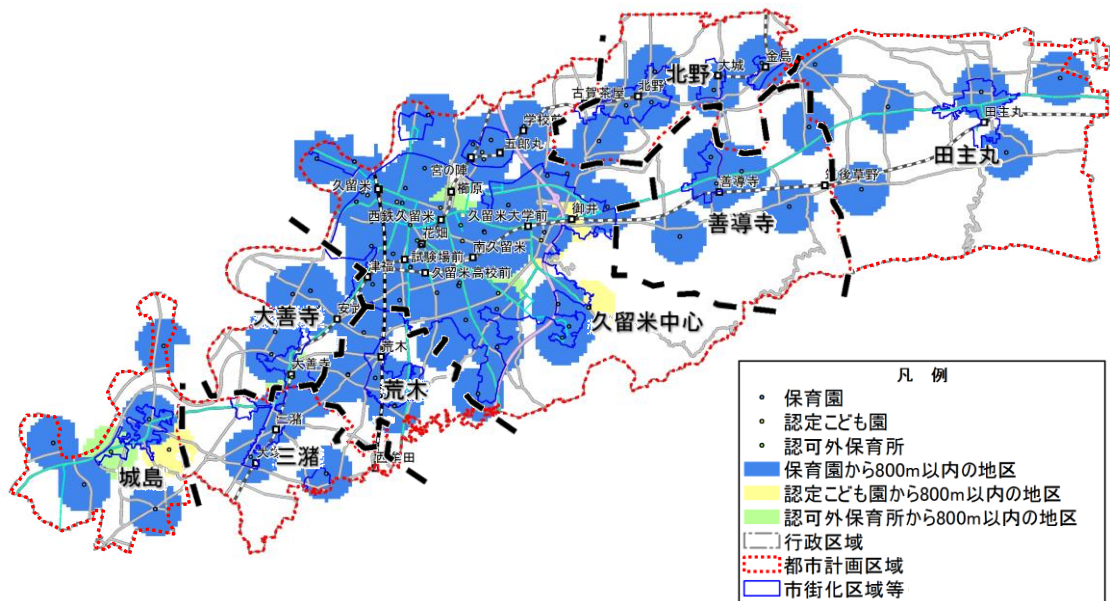 金島
大城
北野
北野
古賀茶屋
学校前
五郎丸
田主丸
田主丸
宮の陣
櫛原
久留米
善導寺
筑後草野
西鉄久留米
久留米大学前
御井
善導寺
花畑
南久留米
試験場前
津福
久留米高校前
大善寺
久留米中心
荒木
大善寺
荒木
三潴
三潴
城島
凡 例
保育園
認定こども園
認可外保育所
保育園から800m以内の地区
認定こども園から800m以内の地区
認可外保育所から800m以内の地区
行政区域
都市計画区域
市街化区域等